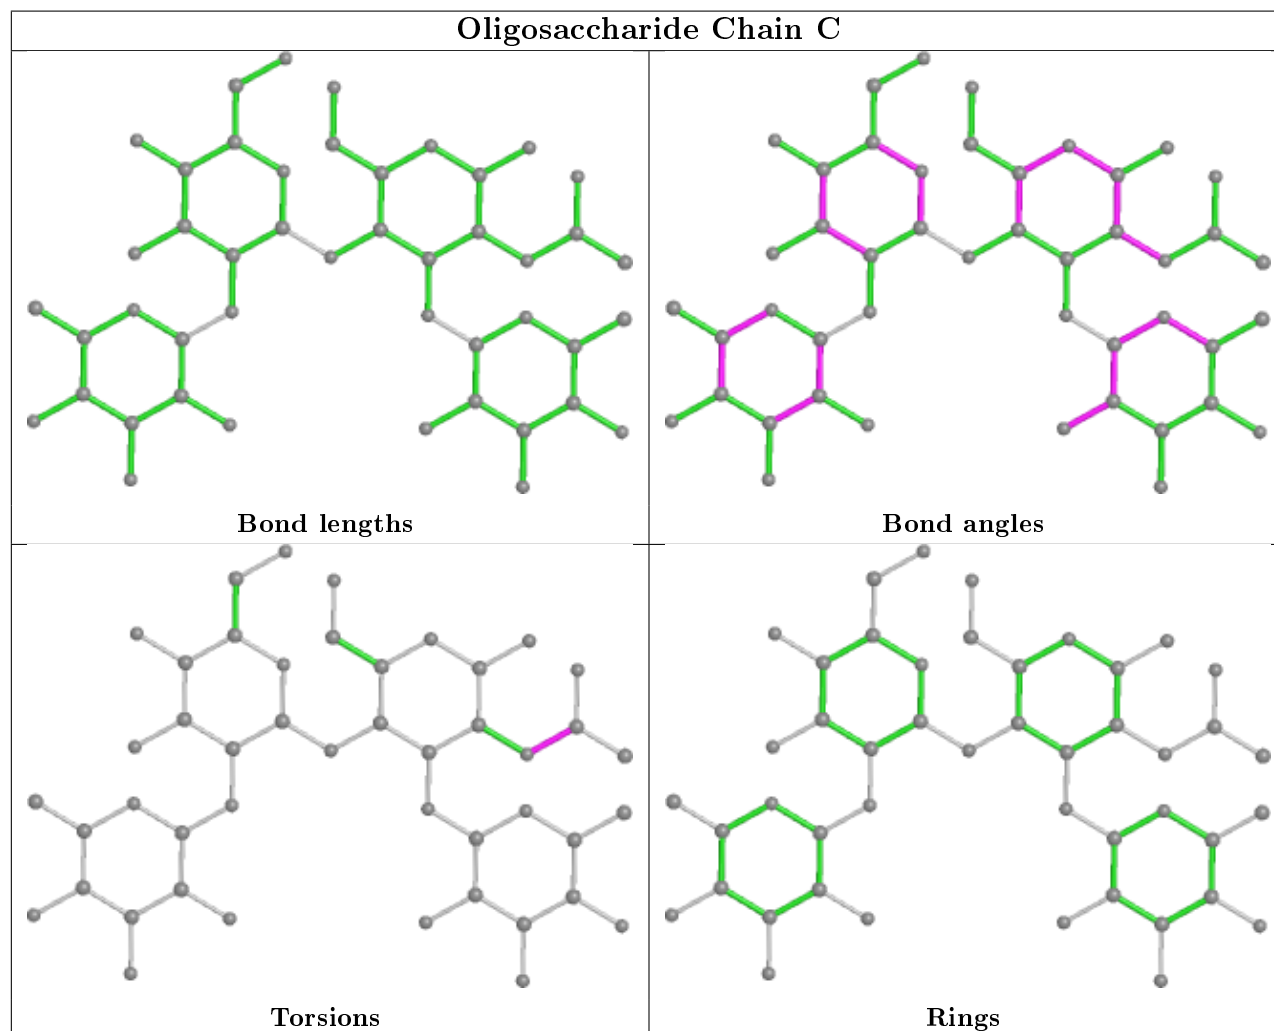 Oligosaccharide Chain C
Bond lengths
Bond angles
Torsions
Rings